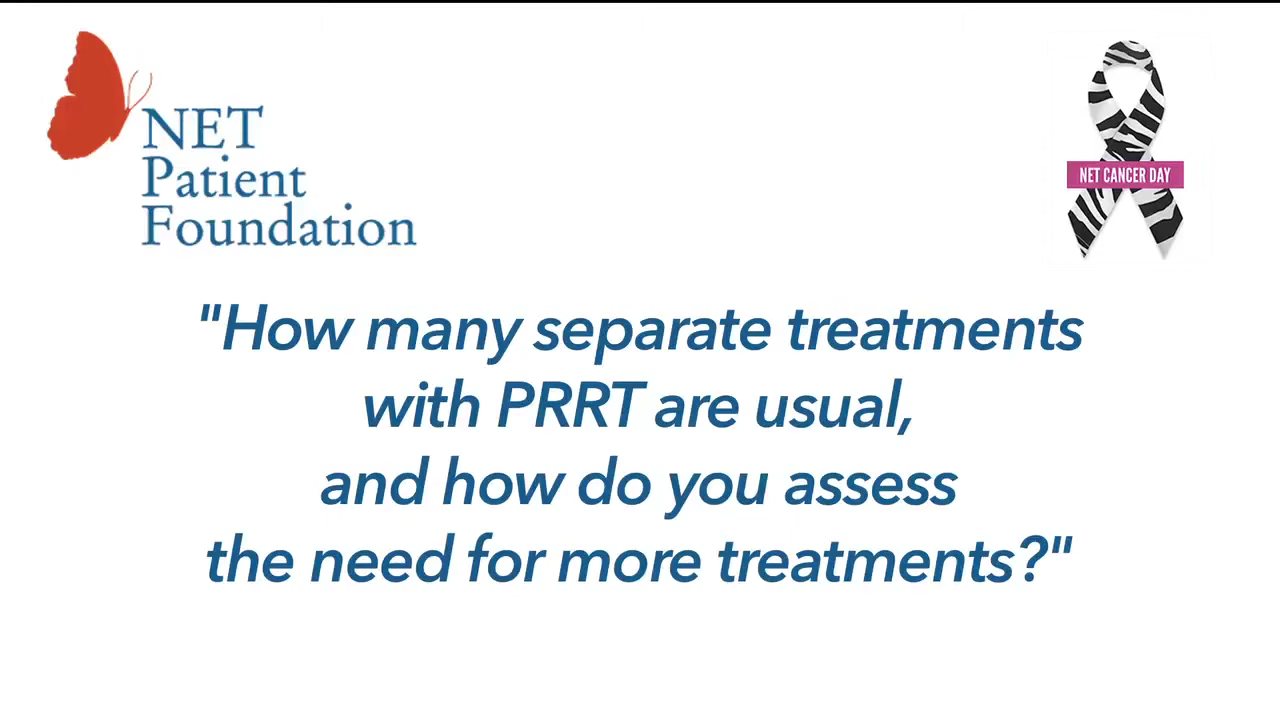 NET
Patient
Foundation
NET CANCER DAY
"How many separate treatments
with PRRT are usual,
and how do you assess
the need for more treatments?"